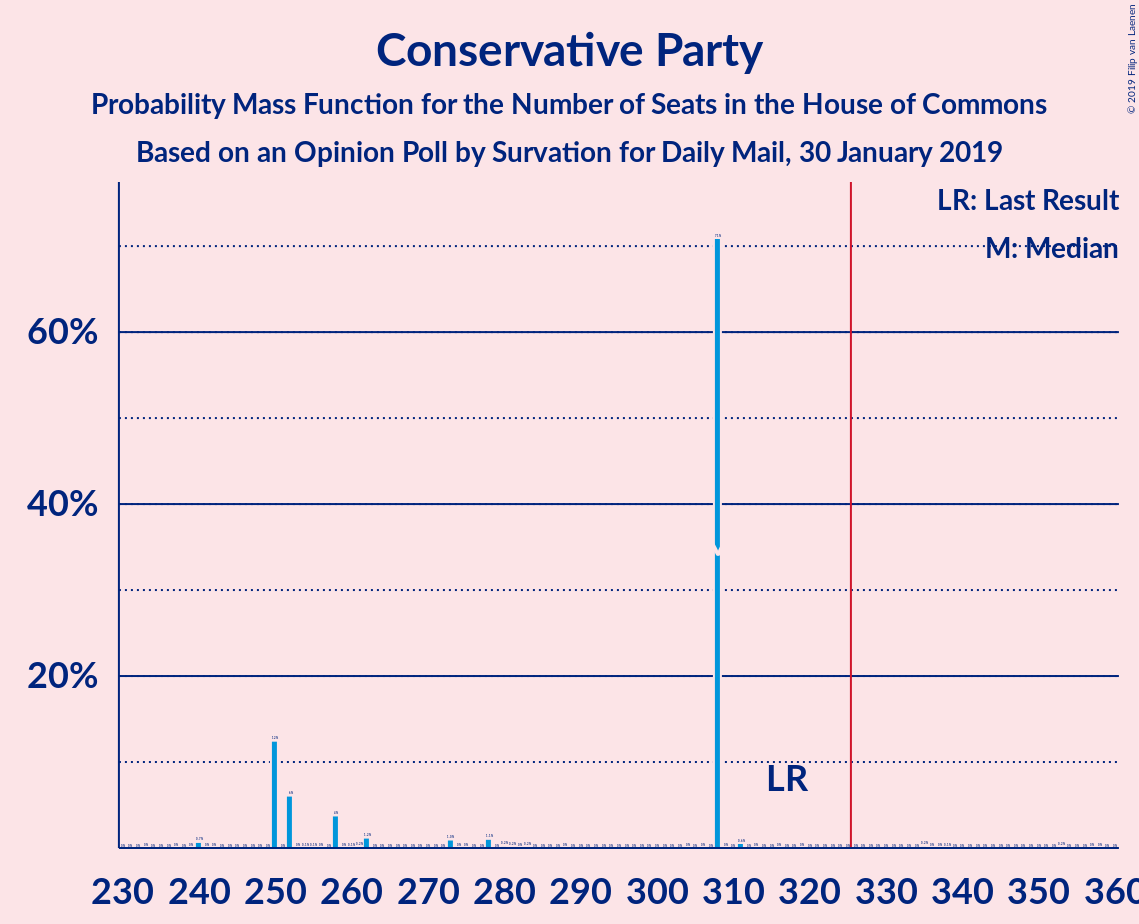 Conservative Party
Probability Mass Function for the Number of Seats in the House of Commons
Based on an Opinion Poll by Survation for Daily Mail, 30 January 2019
© 2019 Filip van Laenen
LR: Last Result
M: Median
60%
40%
20%
LR
230 240 250 260 270 280 290 300 310 320 330 340 350 360